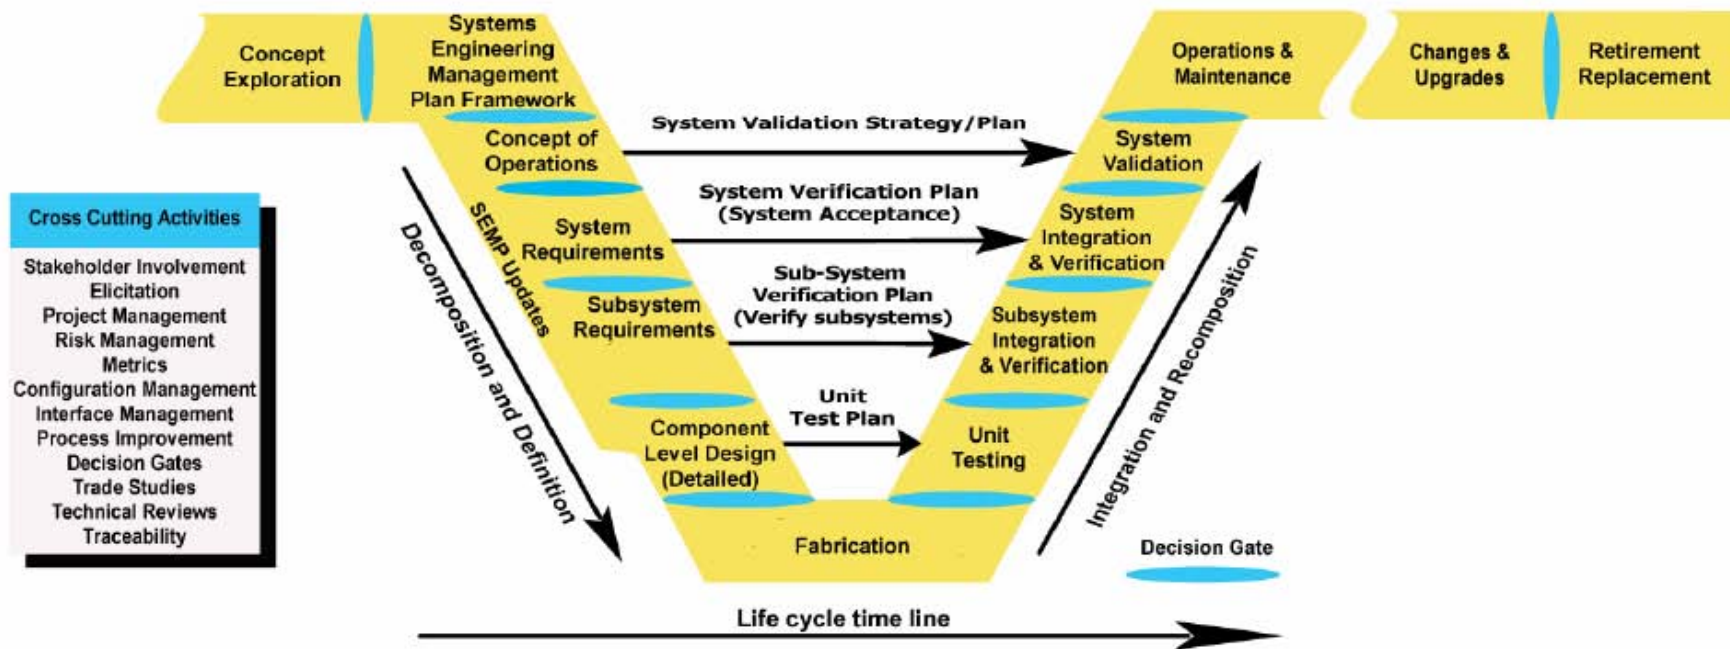 Concept
Exploration
Systems
Engineering
Management
Plan Framework
Concept of
Operations
SEMP Updates
System
Requirements
Subsystem
Requirements
Component
Level Design
(Detailed)
Fabrication
Unit
Testing
Subsystem
Integration
& Verification
System
Integration
& Verification
System
Validation
Operations &
Maintenance
Changes &
Upgrades
Retirement
Replacement
System Validation Strategy/Plan
System Verification Plan
(System Acceptance)
Sub-System
Verification Plan
(Verify subsystems)
Unit
Test Plan
Decomposition and Definition
Integration and Recomposition
Cross Cutting Activities
Stakeholder Involvement
Elicitation
Project Management
Risk Management
Metrics
Configuration Management
Interface Management
Process Improvement
Decision Gates
Trade Studies
Technical Reviews
Traceability
Decision Gate
Life cycle time line